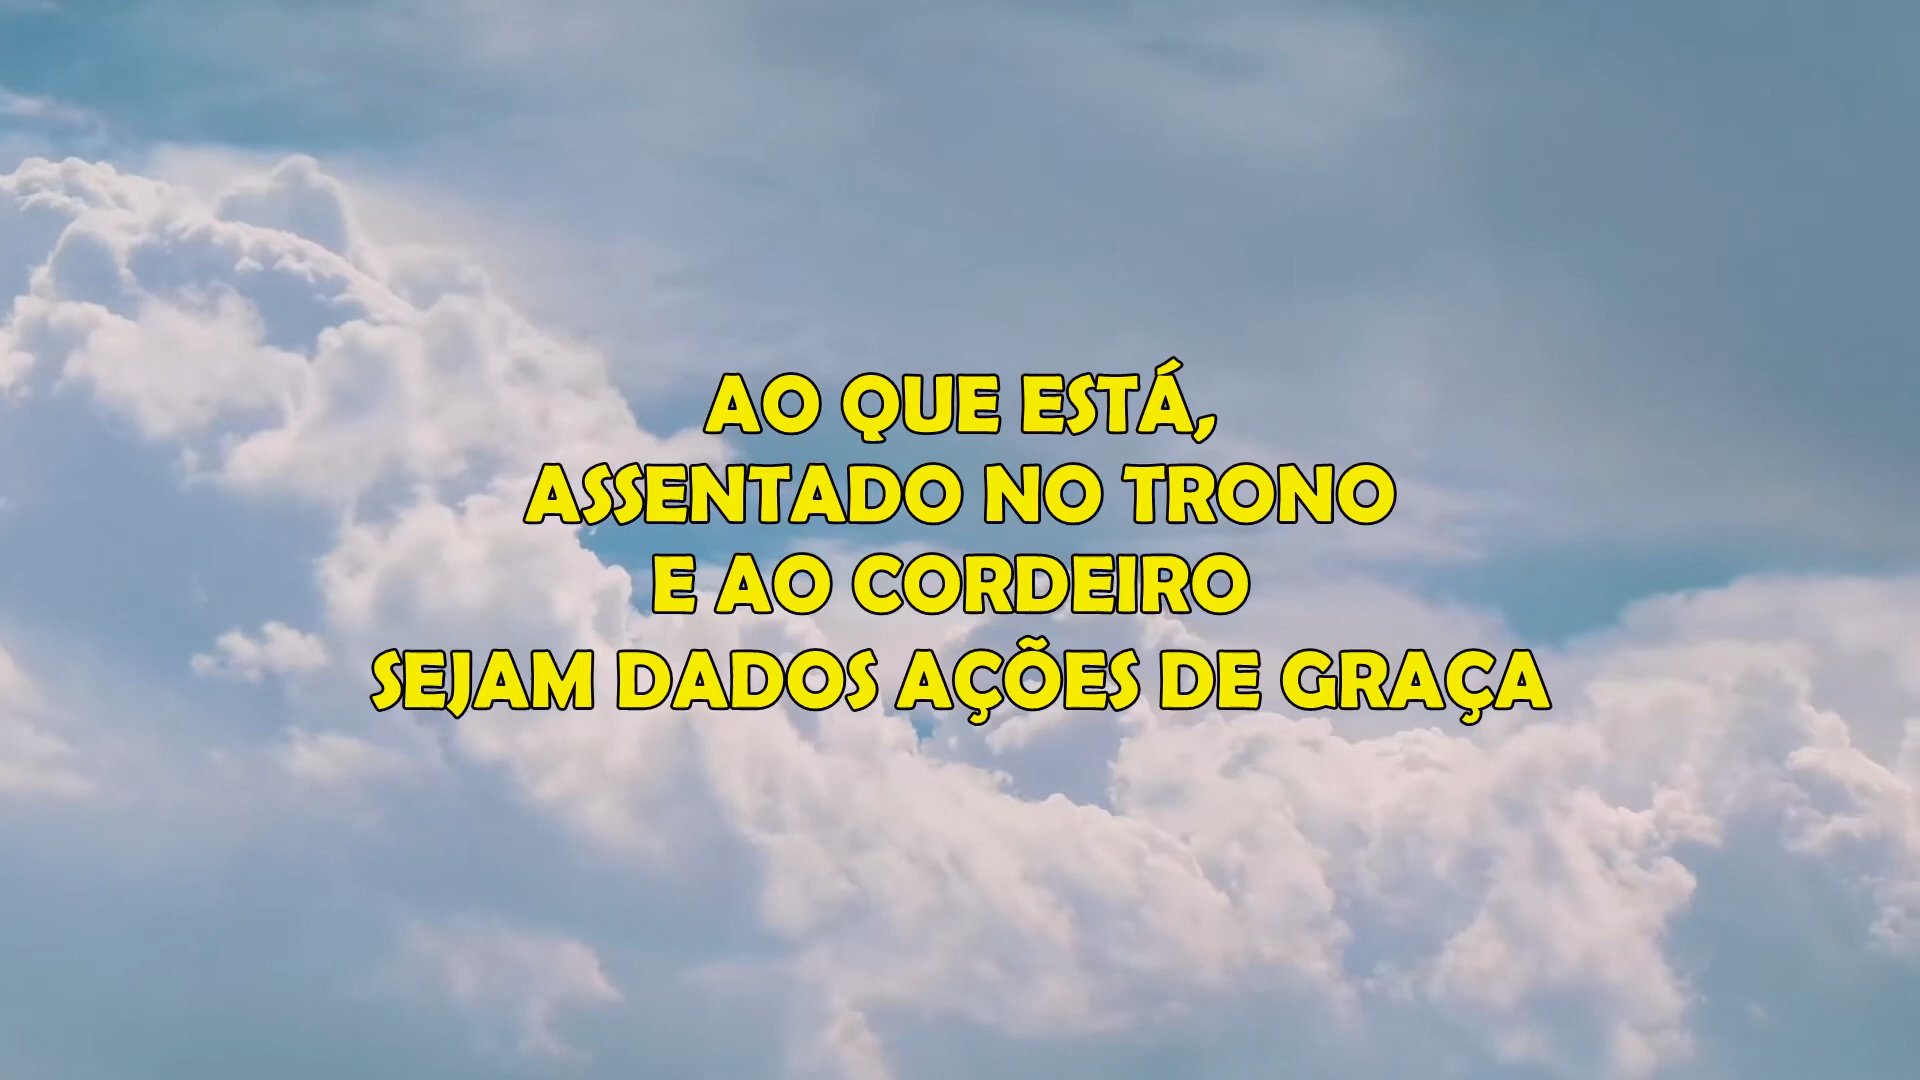 AO QUE ESTÁ,
ASSENTADO NO TRONO
E AO CORDEIRO
SEJAM DADOS AÇÕES DE GRAÇA